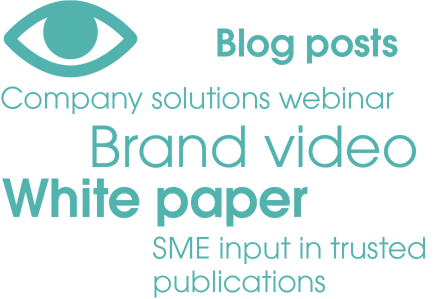 Blog posts
Company solutions webinar
Brand video
White paper
SME input in trusted
publications